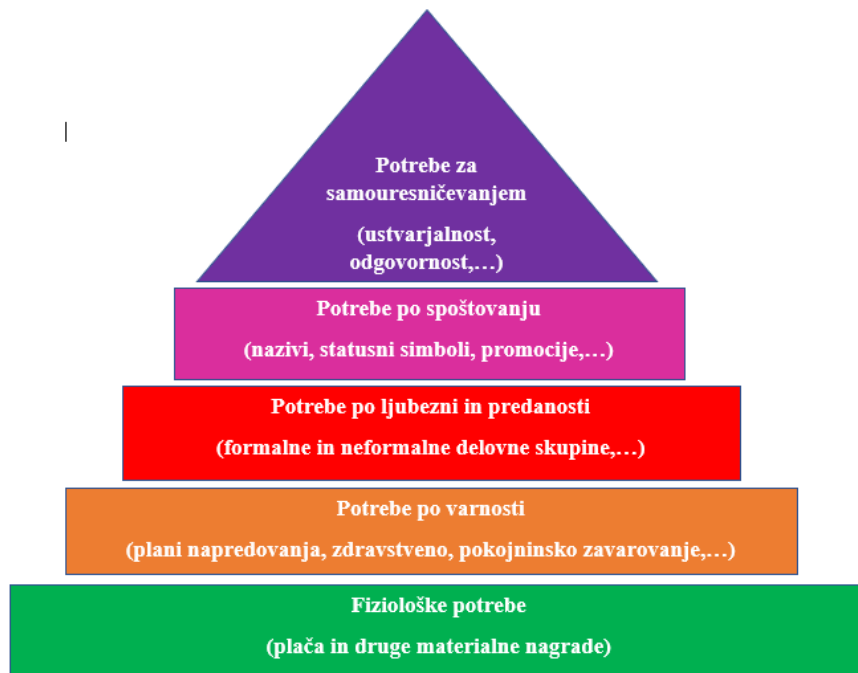 Potrebe za
samouresničevanjem
(ustvarjalnost,
odgovornost,...)
Potrebe po spoštovanju
(nazivi, statusni simboli, promocije,...)
Potrebe po ljubezni in predanosti
(formalne in neformalne delovne skupine,...)
Potrebe po varnosti
(plani napredovanja, zdravstveno, pokojninsko zavarovanje,...)
Fiziološke potrebe
(plača in druge materialne nagrade)